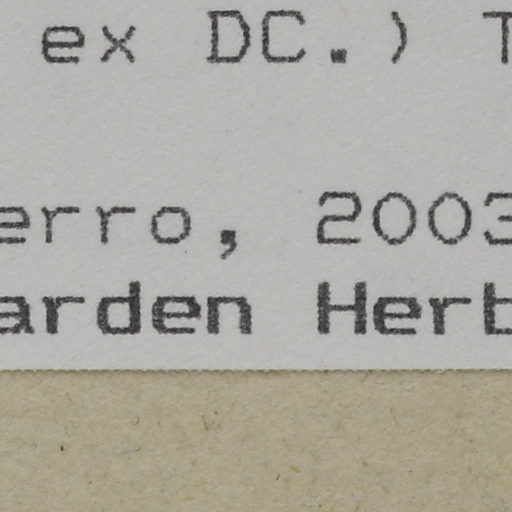 ex DC.) T
erro, 2003
arden Herb